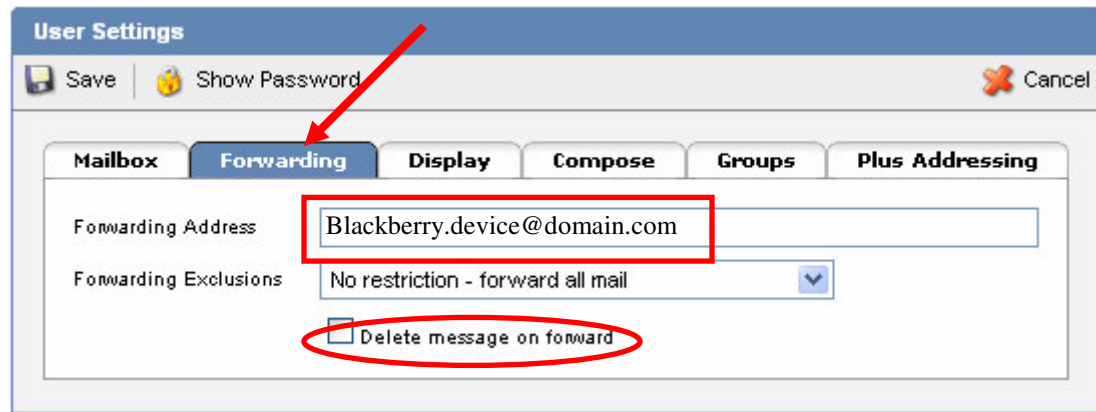 User Settings
Save Show Password Cancel
Mailbox Forwarding Display Compose Groups Plus Addressing
Forwarding Address Blackberry.device@domain.com
Forwarding Exclusions No restriction - forward all mail
Delete message on forward